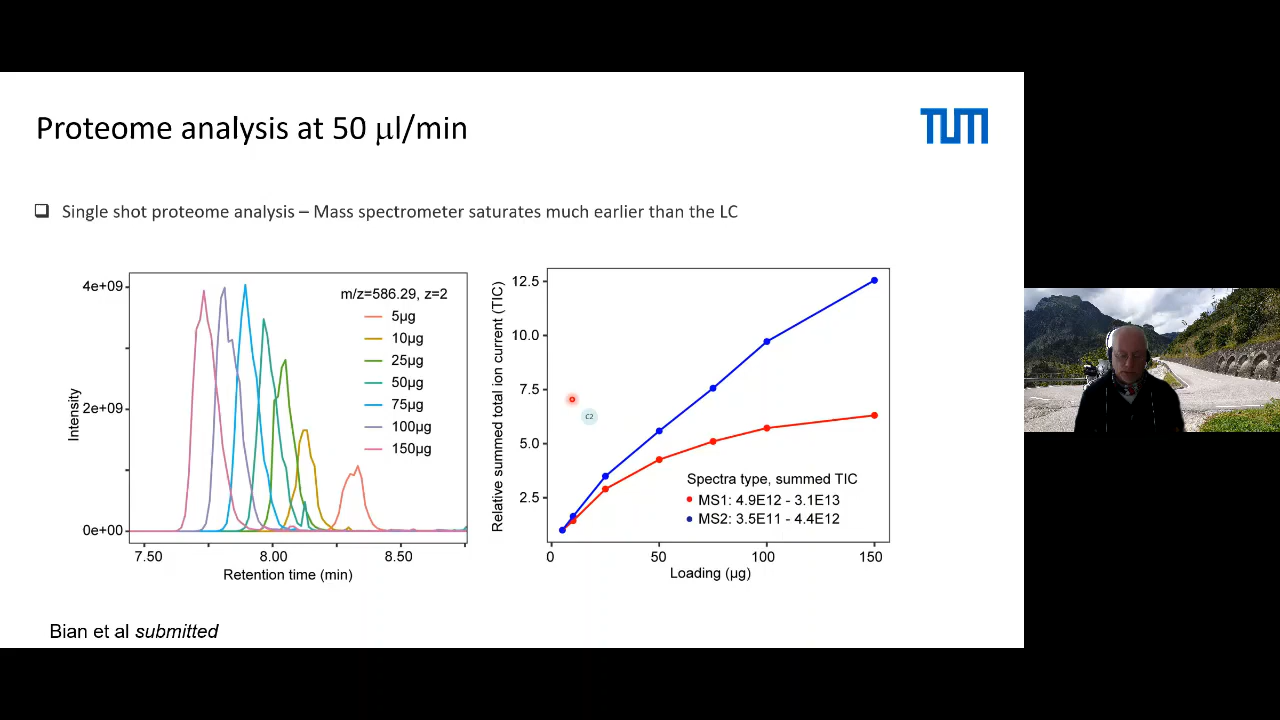 Proteome analysis at 50 μl/min
TUM
Single shot proteome analysis – Mass spectrometer saturates much earlier than the LC
4e+09
2e+09
0e+00
Intensity
m/z=586.29, z=2
5µg
10µg
25µg
50µg
75µg
100µg
150µg
7.50 8.00 8.50
Retention time (min)
Relative summed total ion current (TIC)
12.5
10.0
7.5
5.0
2.5
C2
Spectra type, summed TIC
MS1: 4.9E12 - 3.1E13
MS2: 3.5E11 - 4.4E12
0 50 100 150
Loading (µg)
Bian et al submitted